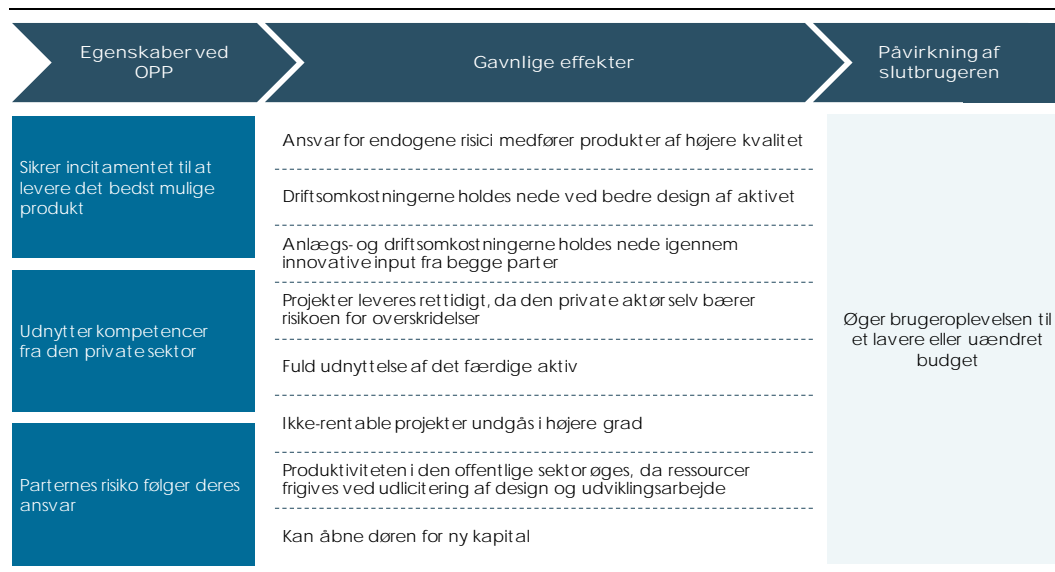 Egenskaber ved
OPP
Gavnlige effekter
Påvirkning af
slutbrugeren
Sikrer incitamentet til at
levere det bedst mulige
produkt
Udnytter kompetencer
fra den private sektor
Parternes risiko følger deres
ansvar
Ansvar for endogene risici medfører produkter af højere kvalitet
Driftsomkostningerne holdes nede ved bedre design af aktivet
Anlægs- og driftsomkostningerne holdes nede igennem
innovative input fra begge parter
Projekter leveres rettidigt, da den private aktør selv bærer
risikoen for overskridelser
Fuld udnyttelse af det færdige aktiv
Ikke-rentable projekter undgås i højere grad
Produktiviteten i den offentlige sektor øges, da ressourcer
frigives ved udlicitering af design og udviklingsarbejde
Kan åbne døren for ny kapital
Øger brugeroplevelsen til
et lavere eller uændret
budget